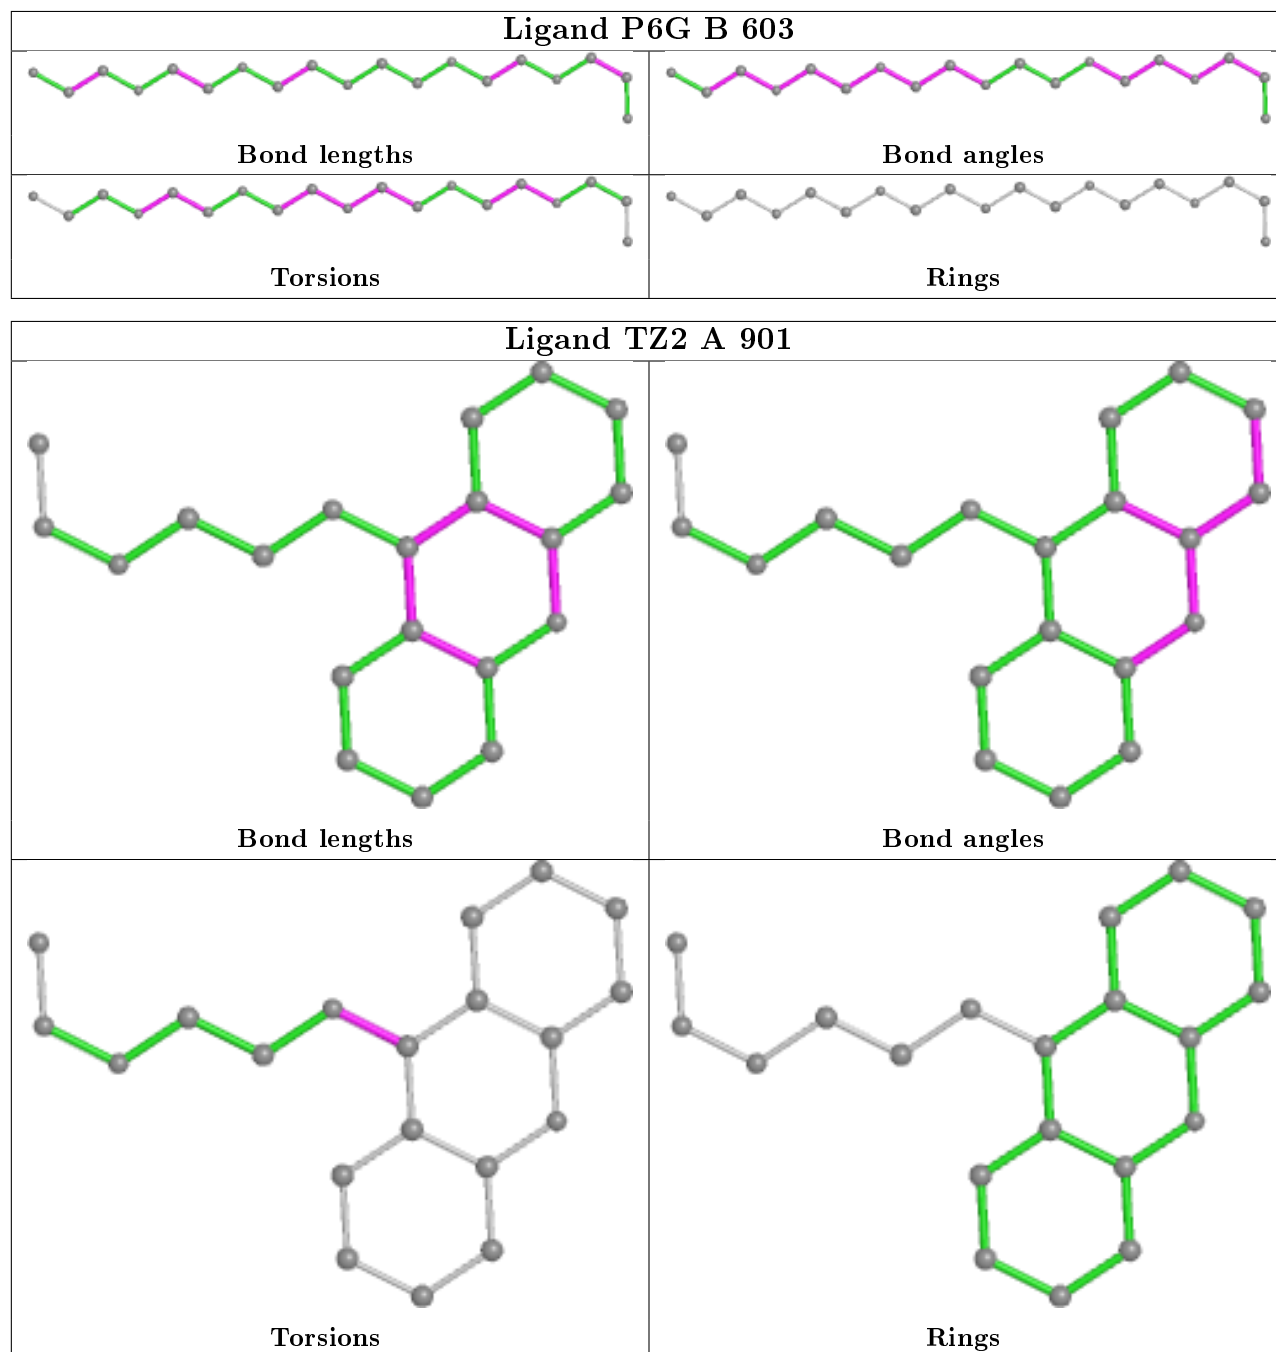 Ligand P6G B 603
Bond lengths
Bond angles
Torsions
Rings
Ligand TZ2 A 901
Bond lengths
Bond angles
Torsions
Rings